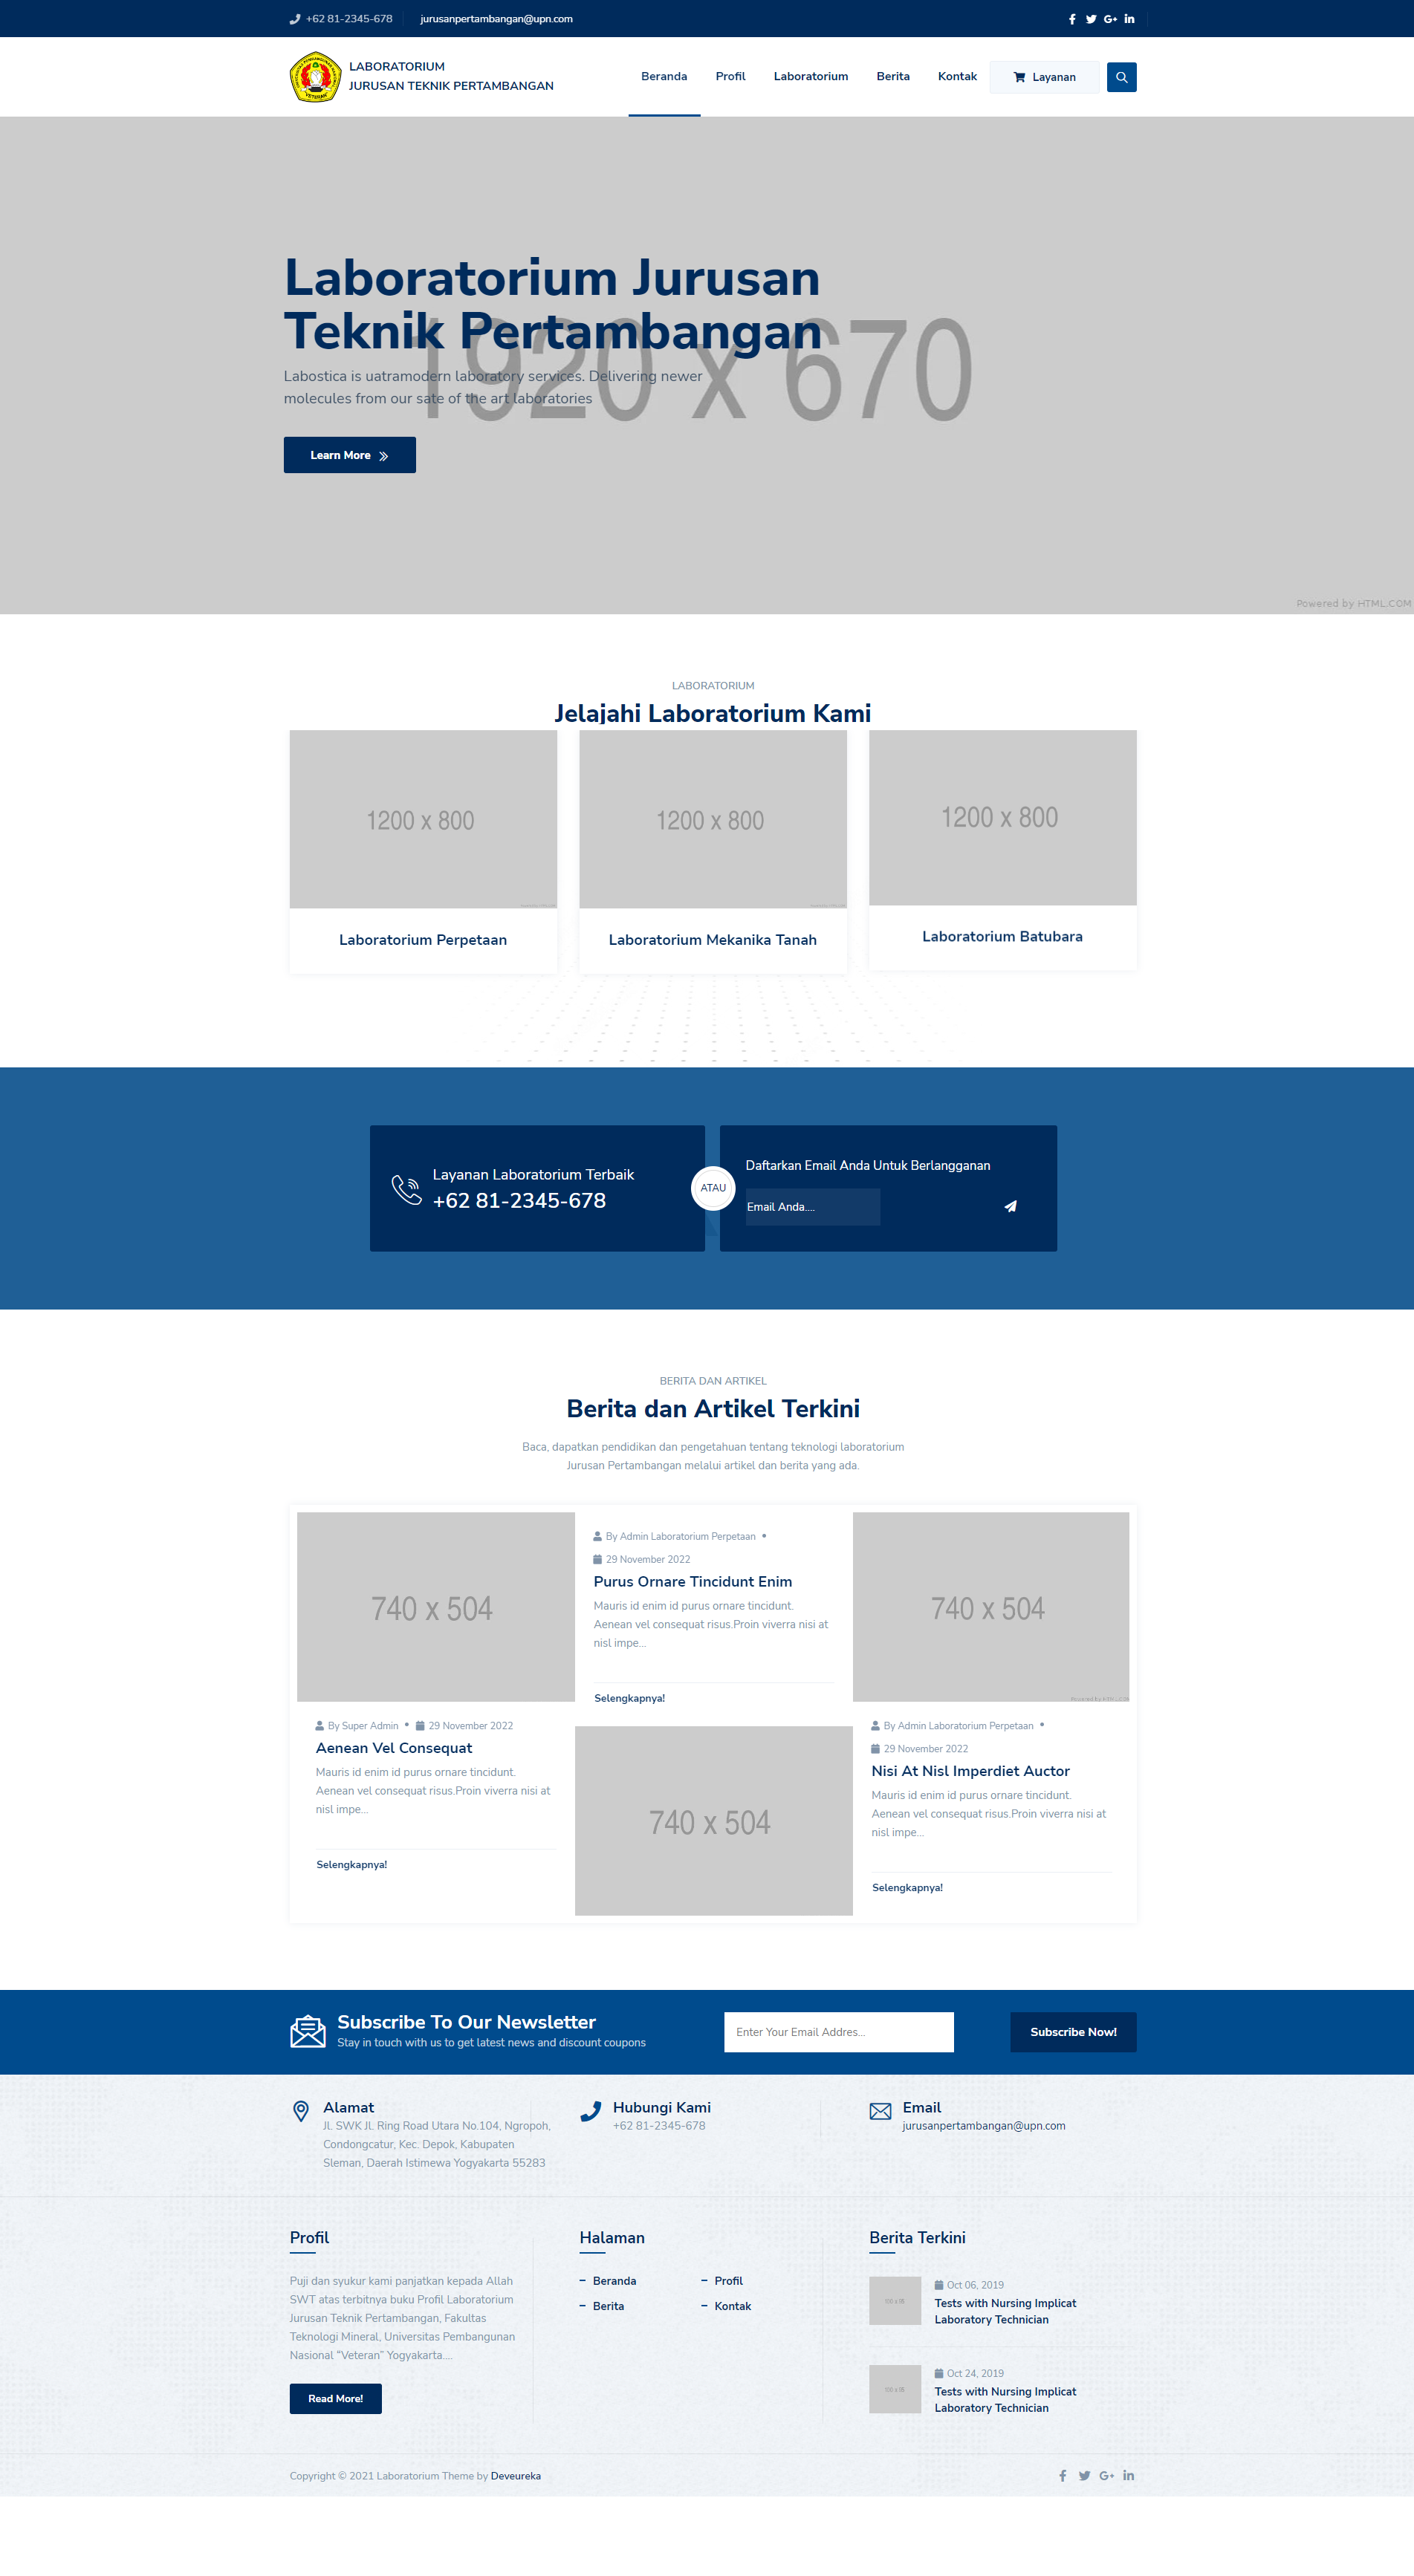 +62 81-2345-678
jurusanpertambangan@upn.com
LABORATORIUM
JURUSAN TEKNIK PERTAMBANGAN
Beranda
Profil
Laboratorium
Berita
Kontak
Layanan
Laboratorium Jurusan
Teknik Pertambangan
1920 x 670
Labostica is uatramodern laboratory services. Delivering newer
molecules from our sate of the art laboratories
Learn More
Powered by HTML.COM
LABORATORIUM
Jelajahi Laboratorium Kami
1200 x 800
1200 x 800
1200 x 800
Laboratorium Perpetaan
Laboratorium Mekanika Tanah
Laboratorium Batubara
Layanan Laboratorium Terbaik
+62 81-2345-678
ATAU
Daftarkan Email Anda Untuk Berlangganan
Email Anda....
BERITA DAN ARTIKEL
Berita dan Artikel Terkini
Baca, dapatkan pendidikan dan pengetahuan tentang teknologi laboratorium
Jurusan Pertambangan melalui artikel dan berita yang ada.
740 x 504
By Super Admin
29 November 2022
Aenean Vel Consequat
Mauris id enim id purus ornare tincidunt.
Aenean vel consequat risus.Proin viverra nisi at
nisl impe...
Selengkapnya!
By Admin Laboratorium Perpetaan
29 November 2022
Purus Ornare Tincidunt Enim
Mauris id enim id purus ornare tincidunt.
Aenean vel consequat risus.Proin viverra nisi at
nisl impe...
Selengkapnya!
740 x 504
740 x 504
By Admin Laboratorium Perpetaan
29 November 2022
Nisi At Nisl Imperdiet Auctor
Mauris id enim id purus ornare tincidunt.
Aenean vel consequat risus.Proin viverra nisi at
nisl impe...
Selengkapnya!
Subscribe To Our Newsletter
Stay in touch with us to get latest news and discount coupons
Enter Your Email Addres...
Subscribe Now!
Alamat
Jl. SWK Jl. Ring Road Utara No.104, Ngropoh,
Condongcatur, Kec. Depok, Kabupaten
Sleman, Daerah Istimewa Yogyakarta 55283
Hubungi Kami
+62 81-2345-678
Email
jurusanpertambangan@upn.com
Profil
Puji dan syukur kami panjatkan kepada Allah
SWT atas terbitnya buku Profil Laboratorium
Jurusan Teknik Pertambangan, Fakultas
Teknologi Mineral, Universitas Pembangunan
Nasional “Veteran” Yogyakarta....
Read More!
Halaman
Beranda
Profil
Berita
Kontak
Berita Terkini
Oct 06, 2019
Tests with Nursing Implicat
Laboratory Technician
Oct 24, 2019
Tests with Nursing Implicat
Laboratory Technician
Copyright © 2021 Laboratorium Theme by Deveureka